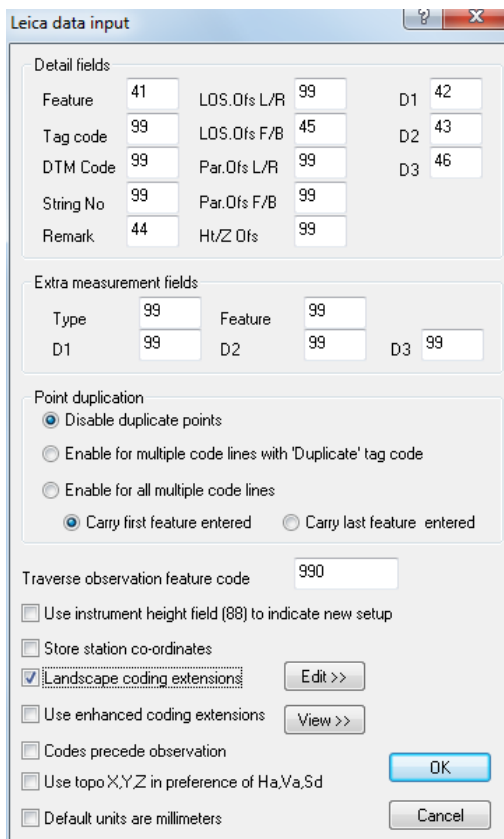 Leica data input
Detail fields
Feature 41 LOS.Ofs L/R 99 D1 42
Tag code 99 LOS.Ofs F/B 45 D2 43
DTM Code 99 Par.Ofs L/R 99 D3 46
String No 99 Par.Ofs F/B 99
Remark 44 Ht/Z Ofs 99
Extra measurement fields
Type 99 Feature 99
D1 99 D2 99 D3 99
Point duplication
Disable duplicate points
Enable for multiple code lines with 'Duplicate' tag code
Enable for all multiple code lines
Carry first feature entered Carry last feature entered
Traverse observation feature code 990
Use instrument height field (88) to indicate new setup
Store station co-ordinates
Landscape coding extensions Edit >>
Use enhanced coding extensions View >>
Codes precede observation
OK
Use topo X,Y,Z in preference of Ha,Va,Sd
Default units are millimeters Cancel